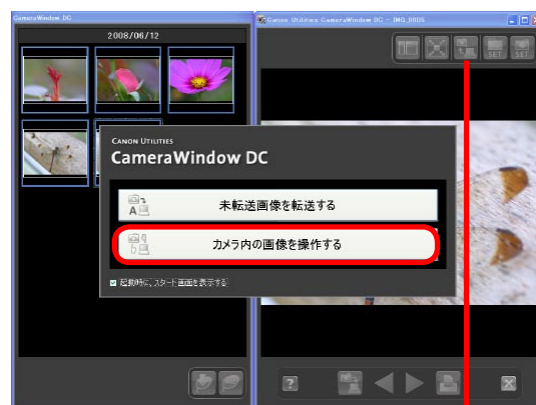 CameraWindow DC
Canon Utilities CameraWindow DC - IMG_0005
2008/06/12
SET SET
CANON UTILITIES
CameraWindow DC
未転送画像を転送する
カメラ内の画像を操作する
起動時に、スタート画面を表示する